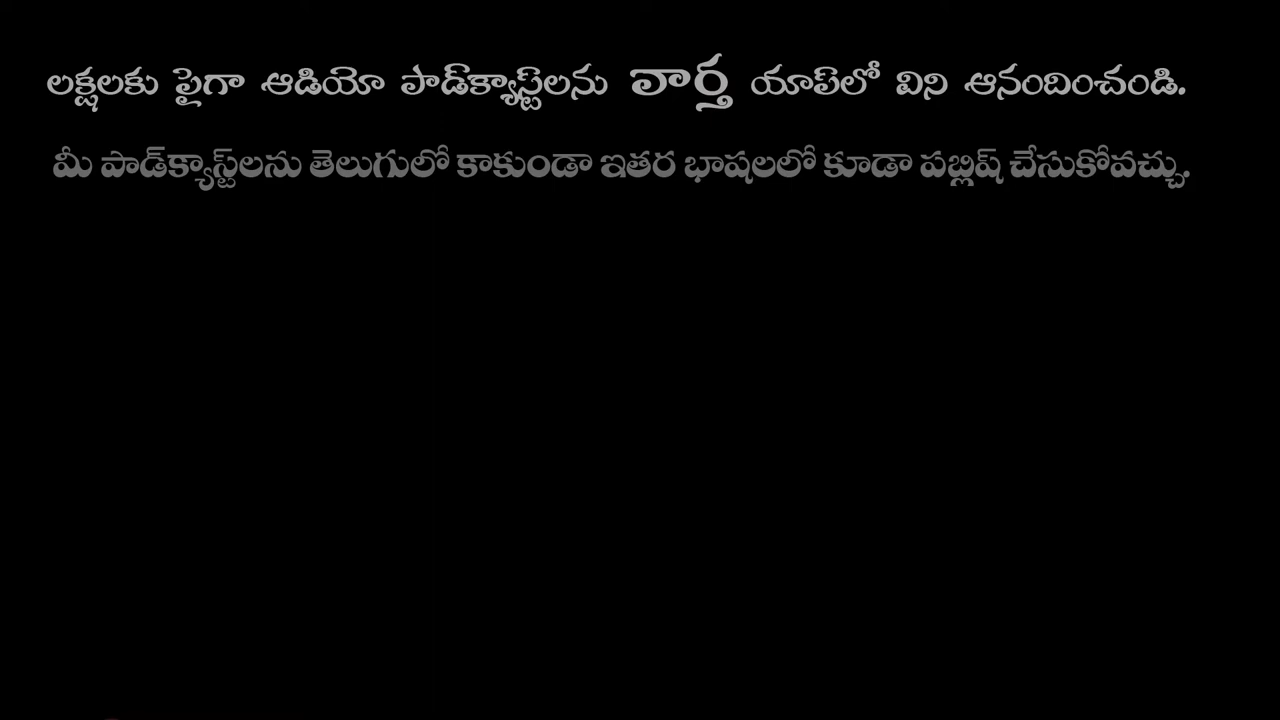 లక్షలకు పైగా ఆడియో పాడ్‌క్యాస్ట్‌లను వార్త యాప్‌లో విని ఆనందించండి.
మీ పాడ్‌క్యాస్ట్‌లను తెలుగులో కాకుండా ఇతర భాషలలో కూడా పబ్లిష్ చేసుకోవచ్చు.